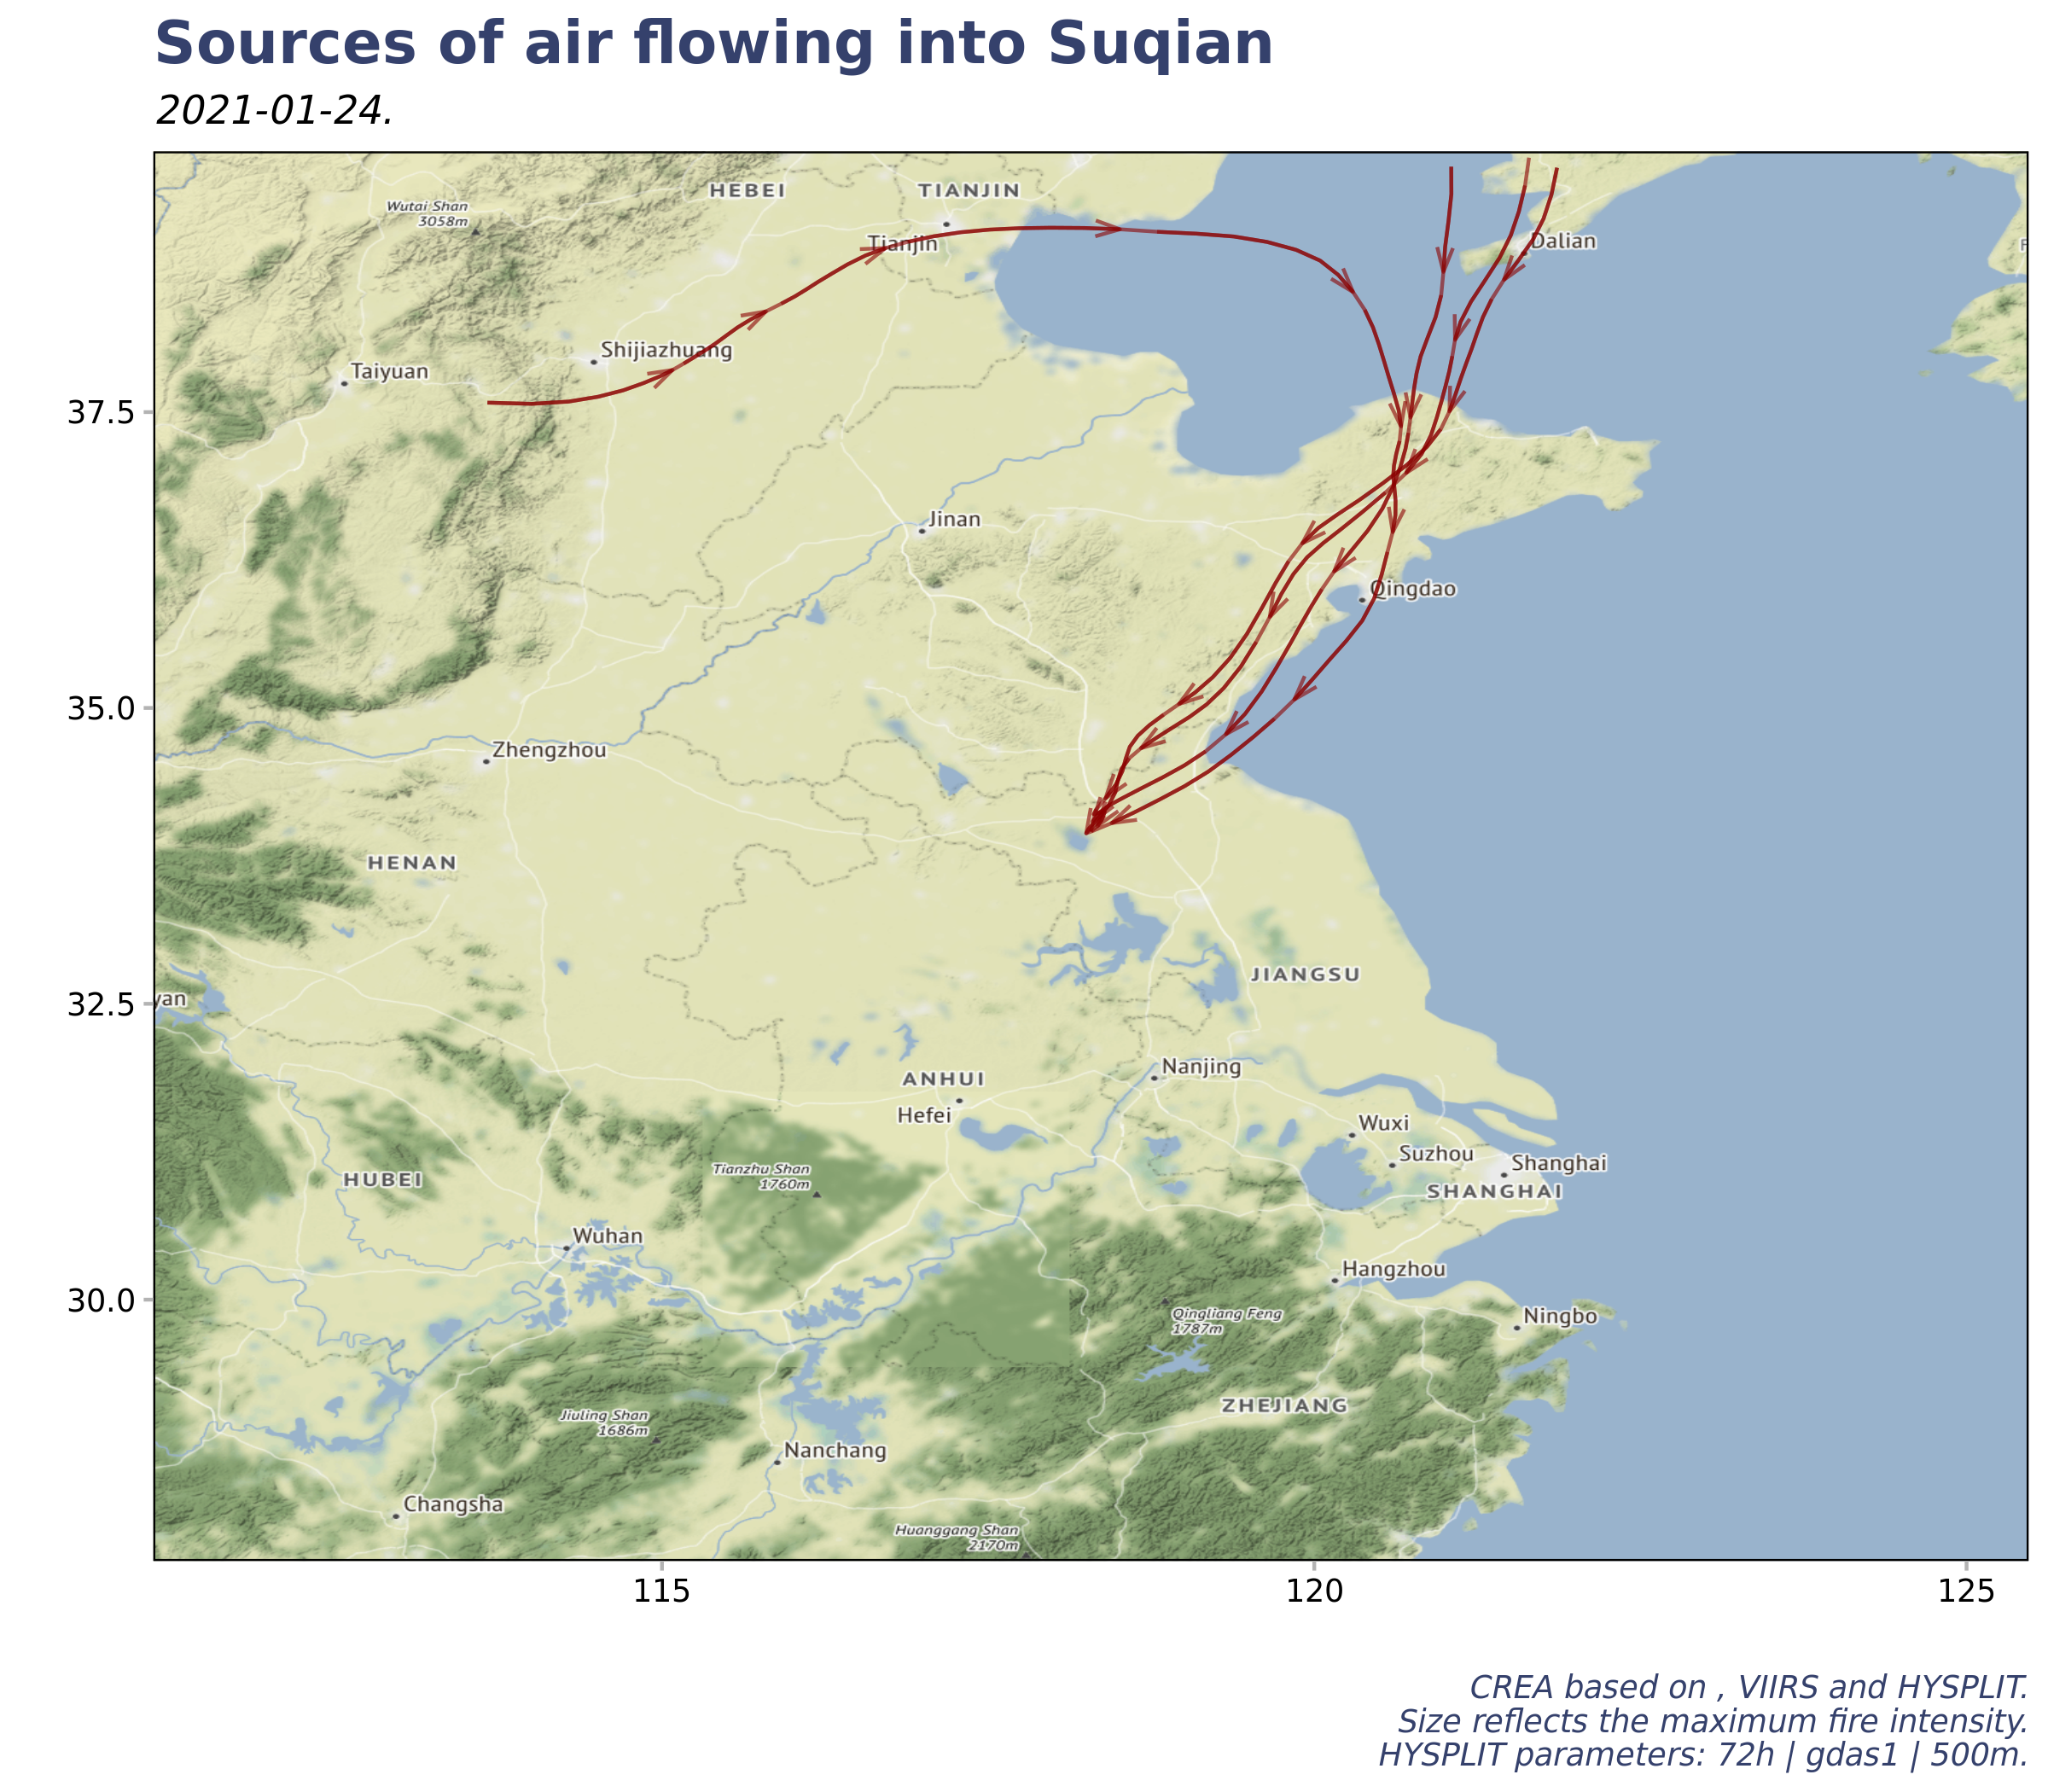 Sources of air flowing into Suqian
2021-01-24.
HEBEI
TIANJIN
Wutai Shan
3058m
Tianjin
Dalian
Shijiazhuang
Taiyuan
37.5
Jinan
Qingdao
35.0
Zhengzhou
HENAN
JIANGSU
32.5
Nanjing
ANHUI
Hefei
Wuxi
Suzhou
Shanghai
SHANGHAI
Tianzhu Shan
1760m
HUBEI
Wuhan
Hangzhou
30.0
Qingliang Feng
1787m
Ningbo
ZHEJIANG
Jiuling Shan
1686m
Nanchang
Changsha
Huanggang Shan
2170m
115
120
125
CREA based on , VIIRS and HYSPLIT.
Size reflects the maximum fire intensity.
HYSPLIT parameters: 72h | gdas1 | 500m.